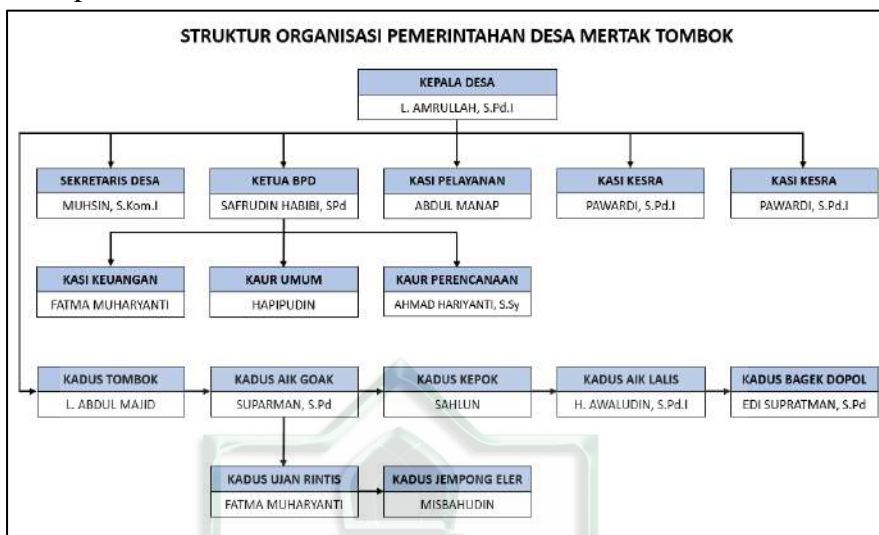 STRUKTUR ORGANISASI PEMERINTAHAN DESA MERTAK TOMBOK
KEPALA DESA
L. AMRULLAH, S.Pd.I
SEKRETARIS DESA
MUHSIN, S.Kom.I
KETUA BPD
SAFRUDIN HABIBI, SPd
KASI PELAYANAN
ABDUL MANAP
KASI KESRA
PAWARDI, S.Pd.I
KASI KESRA
PAWARDI, S.Pd.I
KASI KEUANGAN
FATMA MUHARYANTI
KAUR UMUM
HAPIPUDIN
KAUR PERENCANAAN
AHMAD HARIYANTI, S.Sy
KADUS TOMBOK
L. ABDUL MAJID
KADUS AIK GOAK
SUPARMAN, S.Pd
KADUS KEPOK
SAHLUN
KADUS AIK LALIS
H. AWALUDIN, S.Pd.I
KADUS BAGEK DOPOL
EDI SUPRATMAN, S.Pd
KADUS UJAN RINTIS
FATMA MUHARYANTI
KADUS JEMPONG ELER
MISBAHUDIN